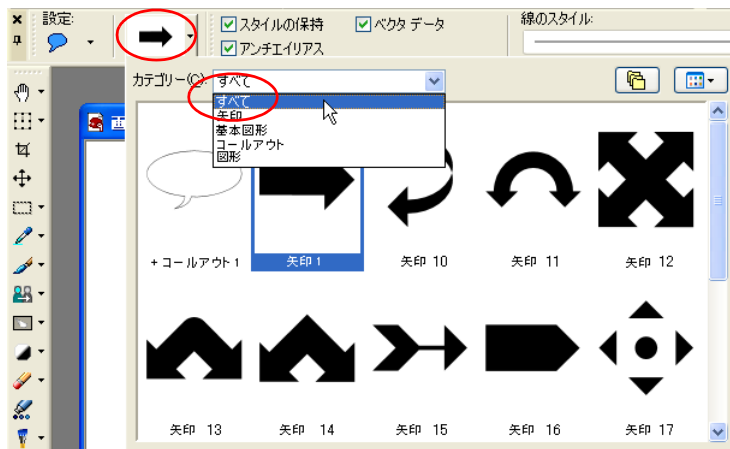 設定:
スタイルの保持
ベクタ データ
線のスタイル:
アンチエイリアス
カテゴリー(C): すべて
すべて
矢印
基本図形
コールアウト
図形
+コールアウト1
矢印1
矢印 10
矢印 11
矢印 12
矢印 13
矢印 14
矢印 15
矢印 16
矢印 17